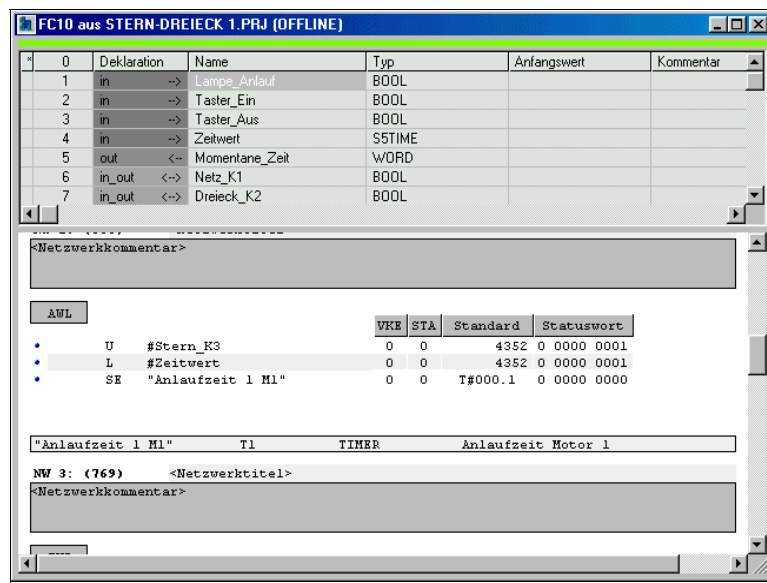 FC10 aus STERN-DREIECK 1.PRJ (OFFLINE)
* 0 Deklaration Name Typ Anfangswert Kommentar
1 in --> Lampe_Anlauf BOOL
2 in --> Taster_Ein BOOL
3 in --> Taster_Aus BOOL
4 in --> Zeitwert S5TIME
5 out <-- Momentane_Zeit WORD
6 in_out <--> Netz_K1 BOOL
7 in_out <--> Dreieck_K2 BOOL
<Netzwerkkommentar>
AWL
VKE STA Standard Statuswort
U #Stern_K3 0 0 4352 0 0000 0001
L #Zeitwert 0 0 4352 0 0000 0001
SE "Anlaufzeit 1 M1" 0 0 T#000.1 0 0000 0000
"Anlaufzeit 1 M1" T1 TIMER Anlaufzeit Motor 1
NW 3: (769) <Netzwerktitel>
<Netzwerkkommentar>